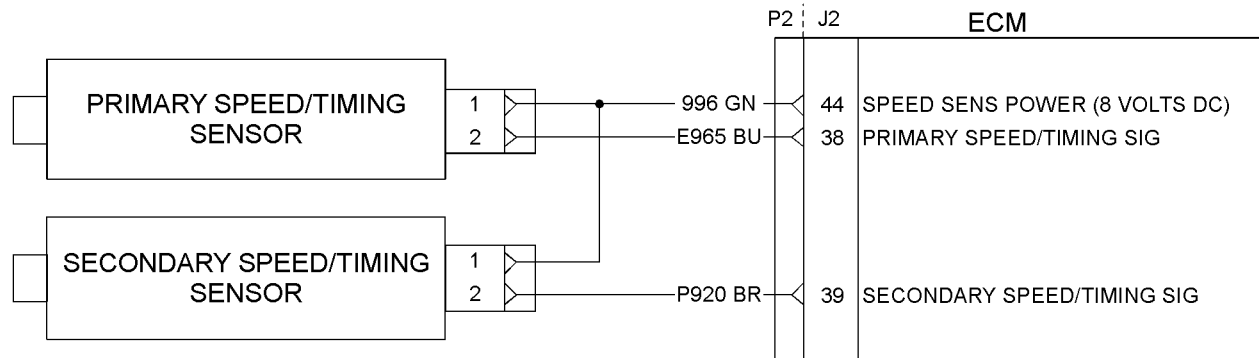 P2 J2 ECM
PRIMARY SPEED/TIMING
SENSOR
1 996 GN 44 SPEED SENS POWER (8 VOLTS DC)
2 E965 BU 38 PRIMARY SPEED/TIMING SIG
SECONDARY SPEED/TIMING
SENSOR
1
2 P920 BR 39 SECONDARY SPEED/TIMING SIG